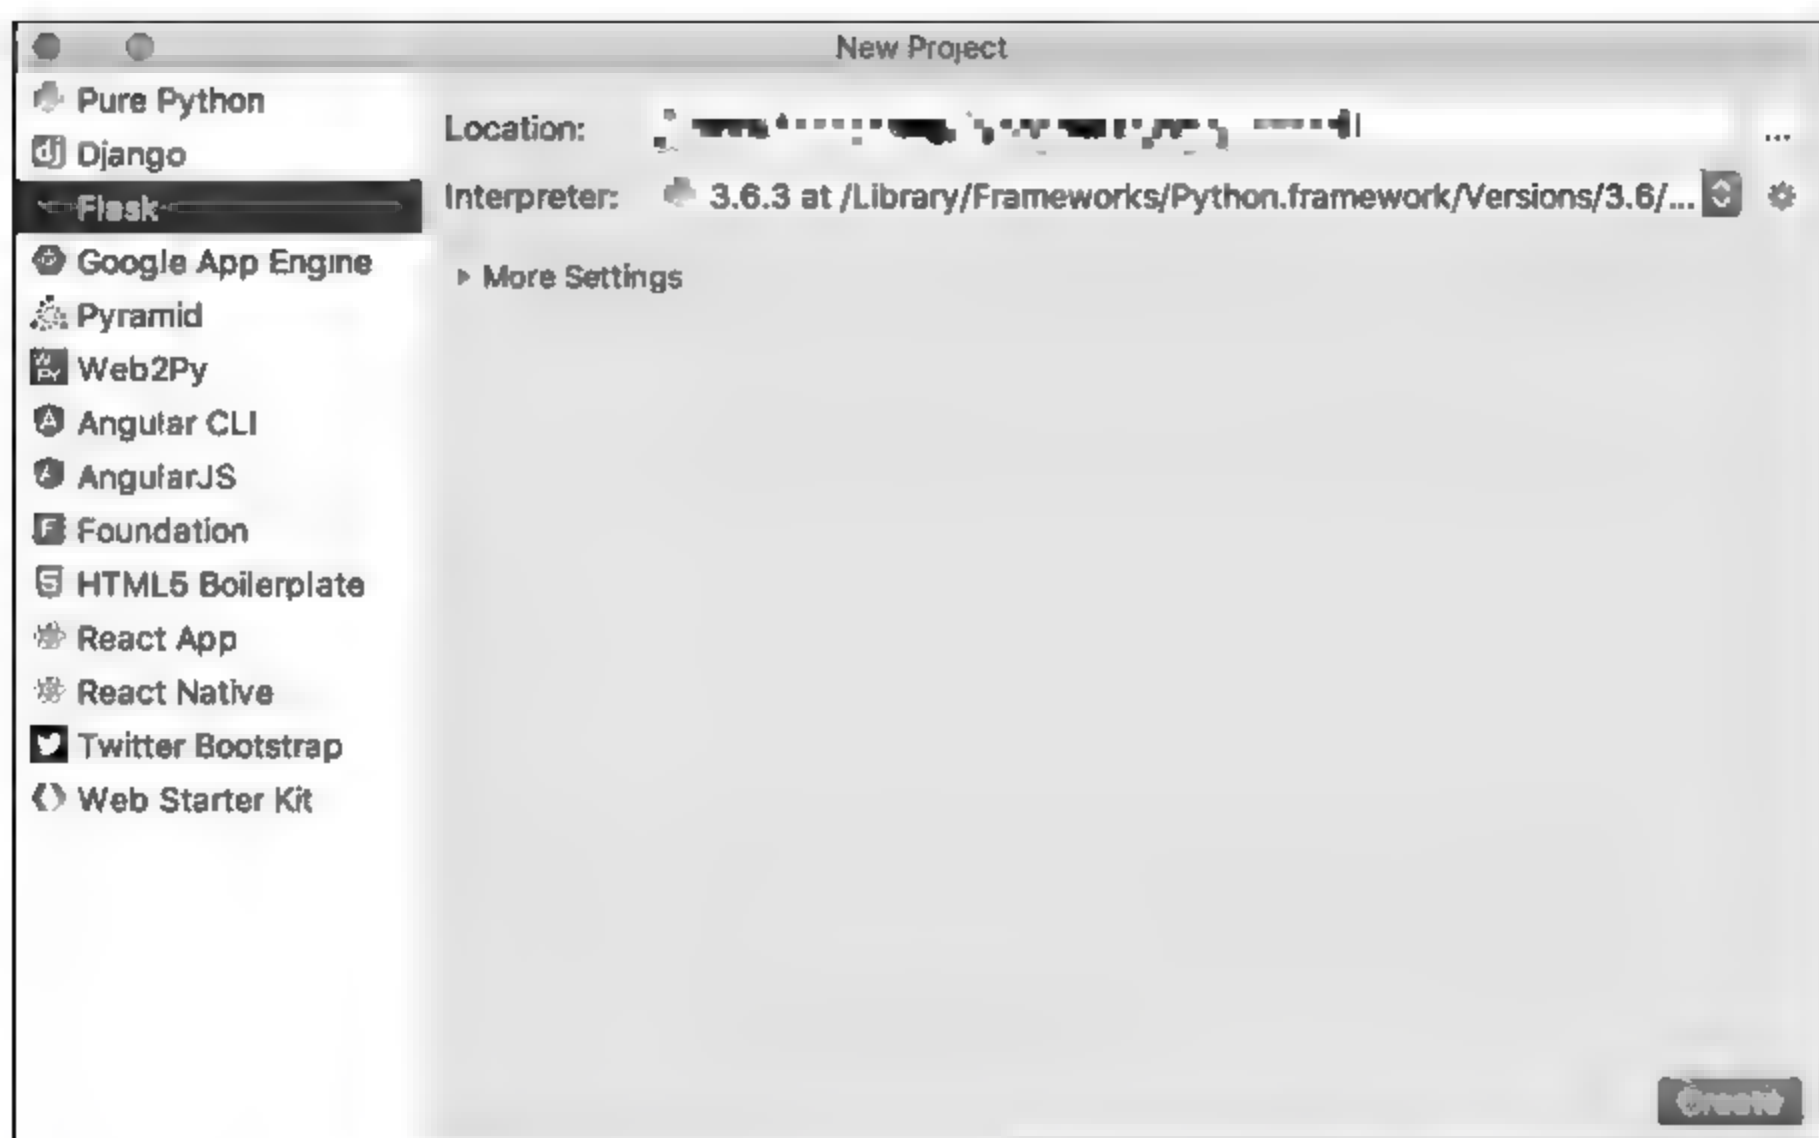 New Project
Pure Python
Django
Flask
Google App Engine
Pyramid
Web2Py
Angular CLI
AngularJS
Foundation
HTML5 Boilerplate
React App
React Native
Twitter Bootstrap
Web Starter Kit
Location:
...
Interpreter: 3.6.3 at /Library/Frameworks/Python.framework/Versions/3.6/...
More Settings
Create